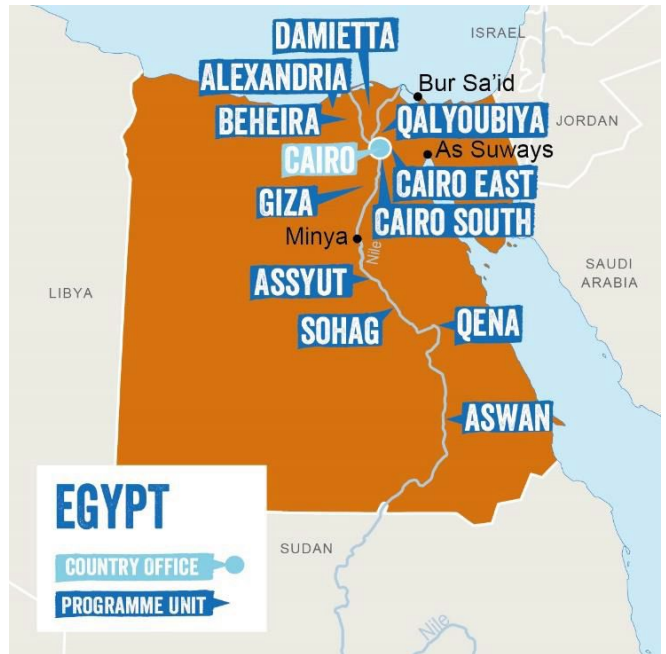 DAMIETTA
ISRAEL
ALEXANDRIA
Bur Sa'id
BEHEIRA
QALYOUBIYA
JORDAN
CAIRO
As Suways
CAIRO EAST
GIZA
CAIRO SOUTH
Minya
Nile
SAUDI
ARABIA
ASSYUT
LIBYA
SOHAG
QENA
ASWAN
EGYPT
SUDAN
COUNTRY OFFICE
PROGRAMME UNIT
Nile